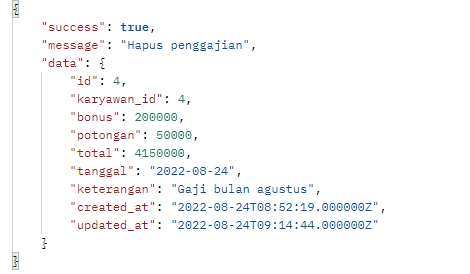 {
"success": true,
"message": "Hapus penggajian",
"data": {
"id": 4,
"karyawan_id": 4,
"bonus": 200000,
"potongan": 50000,
"total": 4150000,
"tanggal": "2022-08-24",
"keterangan": "Gaji bulan agustus",
"created_at": "2022-08-24T08:52:19.000000Z",
"updated_at": "2022-08-24T09:14:44.000000Z"
}
}